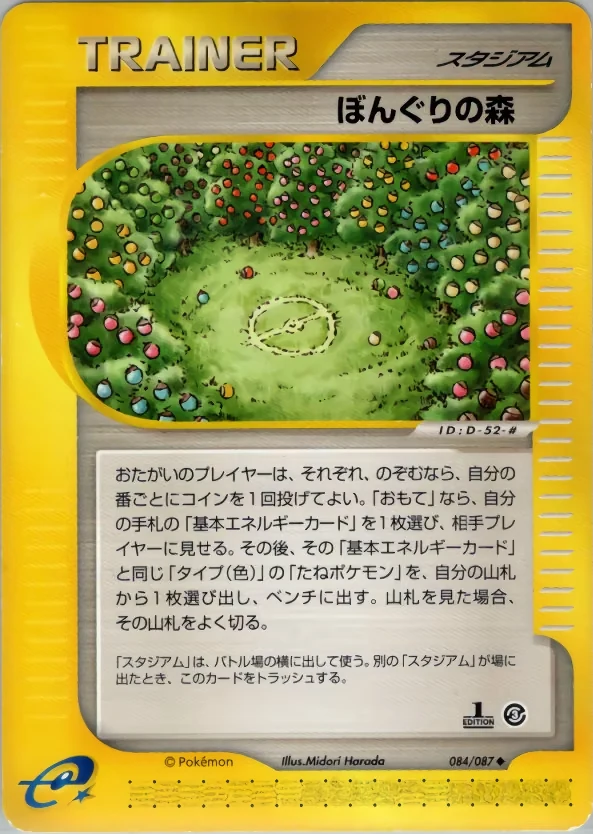 TRAINER
スタジアム
ぼんぐりの森
ID:D-52-#
おたがいのプレイヤーは、それぞれ、のぞむなら、自分の
番ごとにコインを1回投げてよい。「おもて」なら、自分
の手札の「基本エネルギーカード」を1枚選び、相手プレ
イヤーに見せる。その後、その「基本エネルギーカード」
と同じ「タイプ(色)」の「たねポケモン」を、自分の山札
から1枚選び出し、ベンチに出す。山札を見た場合、
その山札をよく切る。
「スタジアム」は、バトル場の横に出して使う。別の「スタジアム」が場に
出たとき、このカードをトラッシュする。
1
EDITION
3
© Pokémon Illus.Midori Harada 084/087 ◆
e